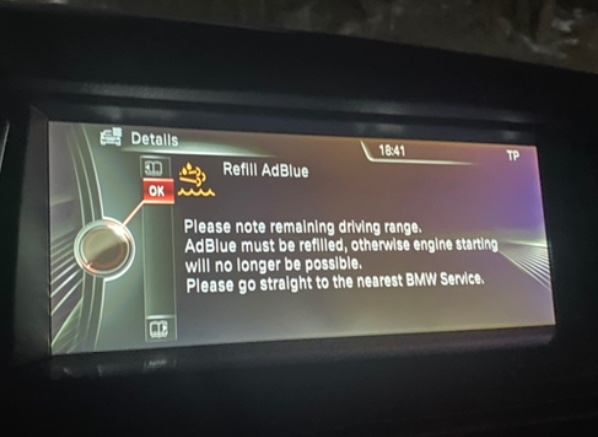 Details
18:41
TP
OK
Refill AdBlue
Please note remaining driving range.
AdBlue must be refilled, otherwise engine starting
will no longer be possible.
Please go straight to the nearest BMW Service.